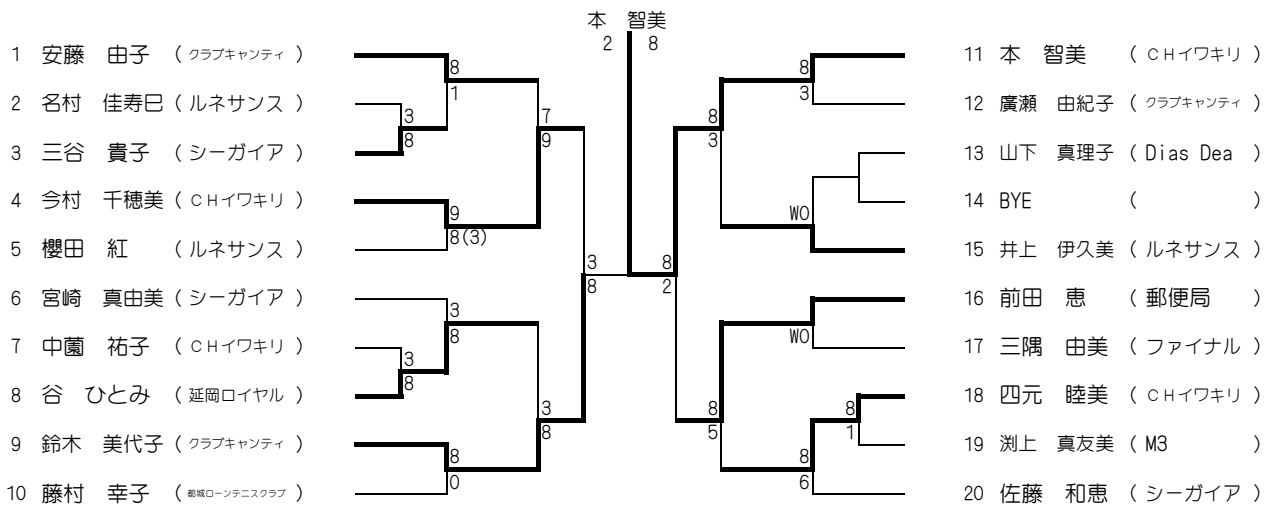 本　智美
2 8
1 安藤　由子 （ クラブキャンティ ）
2 名村　佳寿巳 （ ルネサンス ）
3 三谷　貴子 （ シーガイア ）
4 今村　千穂美 （ ＣＨイワキリ ）
5 櫻田　紅 （ ルネサンス ）
6 宮崎　真由美 （ シーガイア ）
7 中薗　祐子 （ ＣＨイワキリ ）
8 谷　ひとみ （ 延岡ロイヤル ）
9 鈴木　美代子 （ クラブキャンティ ）
10 藤村　幸子 （ 都城ローンテニスクラブ ）
8
1
3
8
7
9
9
8(3)
3
8
3
8
3
8
3
8
8
0
11 本　智美 （ ＣＨイワキリ ）
12 廣瀬　由紀子 （ クラブキャンティ ）
13 山下　真理子 （ Dias Dea ）
14 BYE （ ）
15 井上　伊久美 （ ルネサンス ）
16 前田　恵 （ 郵便局 ）
17 三隅　由美 （ ファイナル ）
18 四元　睦美 （ ＣＨイワキリ ）
19 渕上　真友美 （ M3 ）
20 佐藤　和恵 （ シーガイア ）
8
3
8
3
WO
8
2
WO
8
5
8
1
8
6